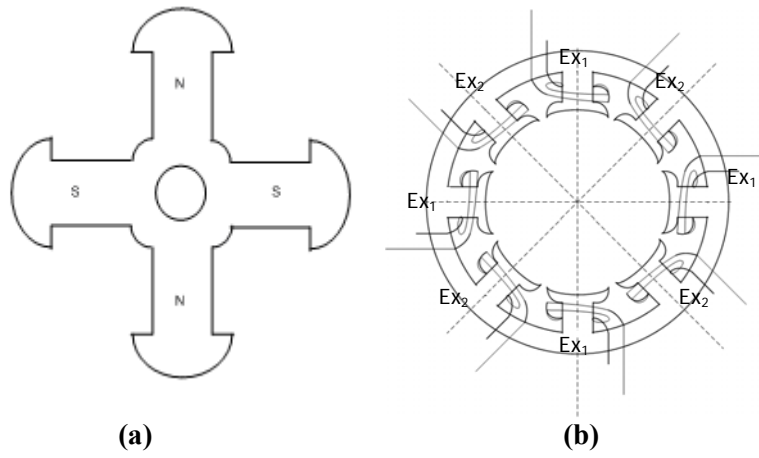 N
S S
N
Ex₁
Ex₂ Ex₂
Ex₁ Ex₁
Ex₂ Ex₂
Ex₁
(a) (b)